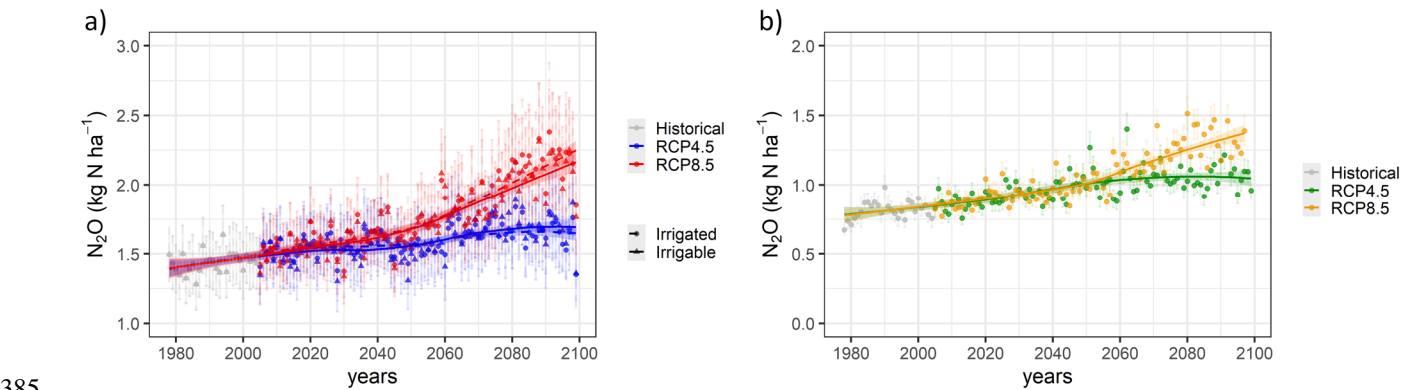 a)
3.0
2.5
2.0
1.5
1.0
N₂O (kg N ha⁻¹)
1980 2000 2020 2040 2060 2080 2100
years
Historical
RCP4.5
RCP8.5
Irrigated
Irrigable
b)
2.0
1.5
1.0
0.5
0.0
N₂O (kg N ha⁻¹)
1980 2000 2020 2040 2060 2080 2100
years
Historical
RCP4.5
RCP8.5
385